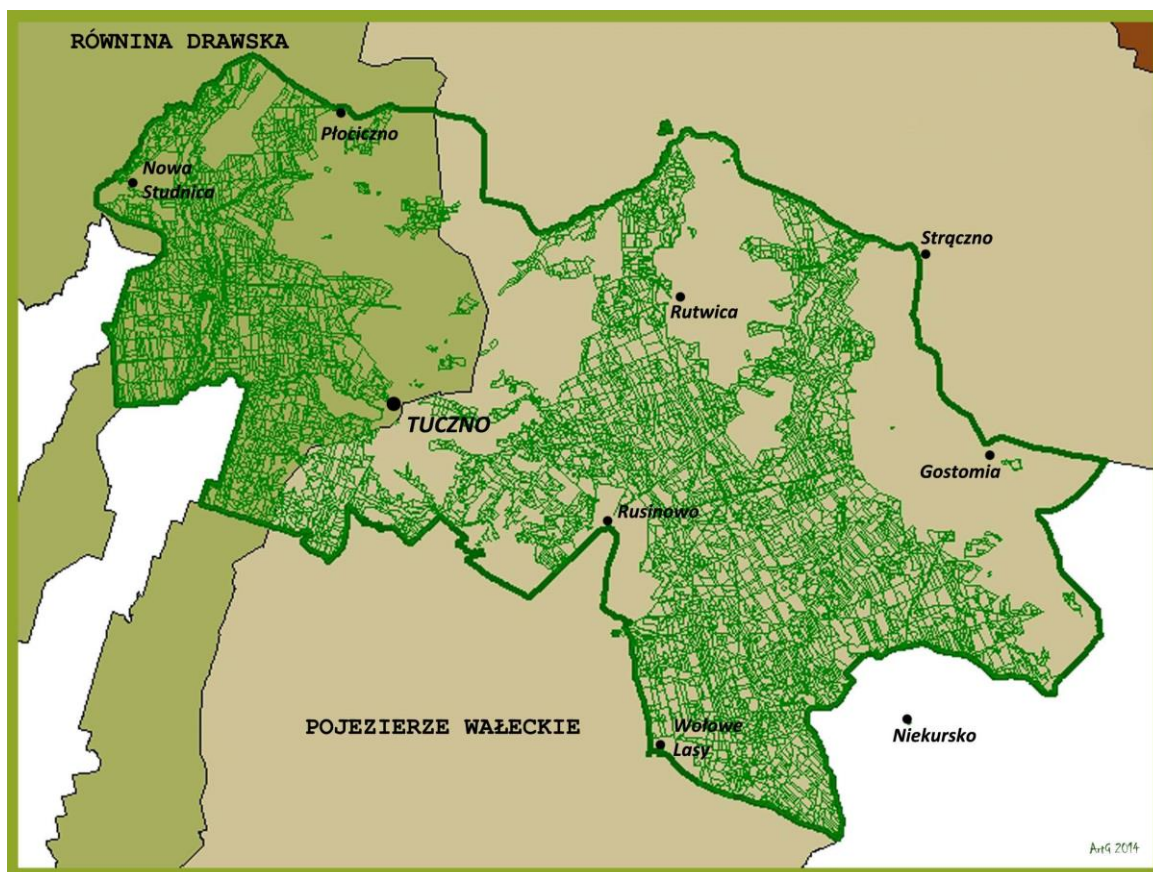 RÓWNINA DRAWSKA
Płociczno
Nowa
Studnica
Strączno
Rutwica
TUCZNO
Gostomia
Rusinowo
POJEZIERZE WAŁECKIE
Wołowe
Lasy
Niekursko
ArtG 2014